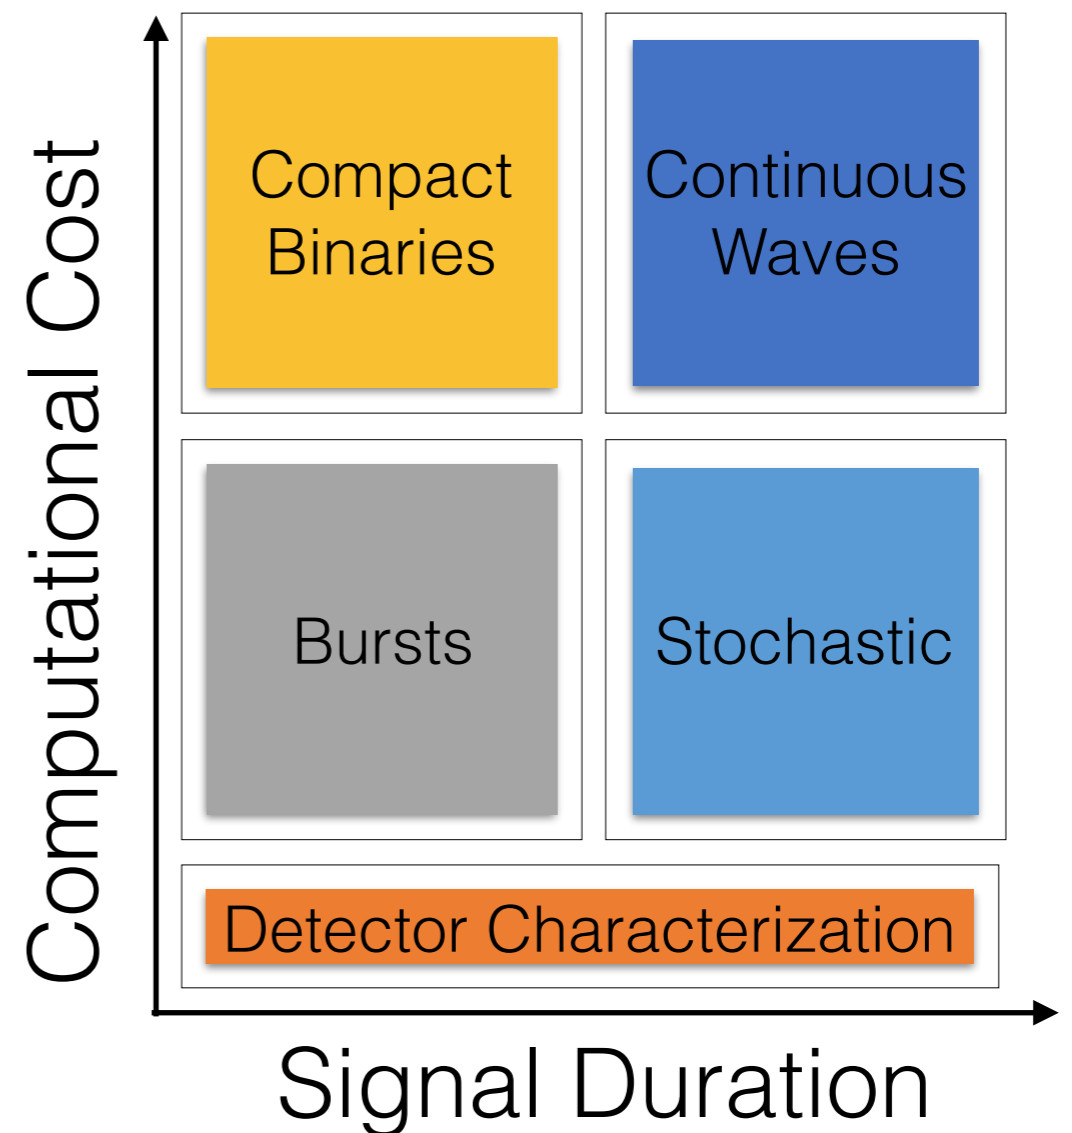 Computational Cost
Compact
Binaries
Continuous
Waves
Bursts
Stochastic
Detector Characterization
Signal Duration